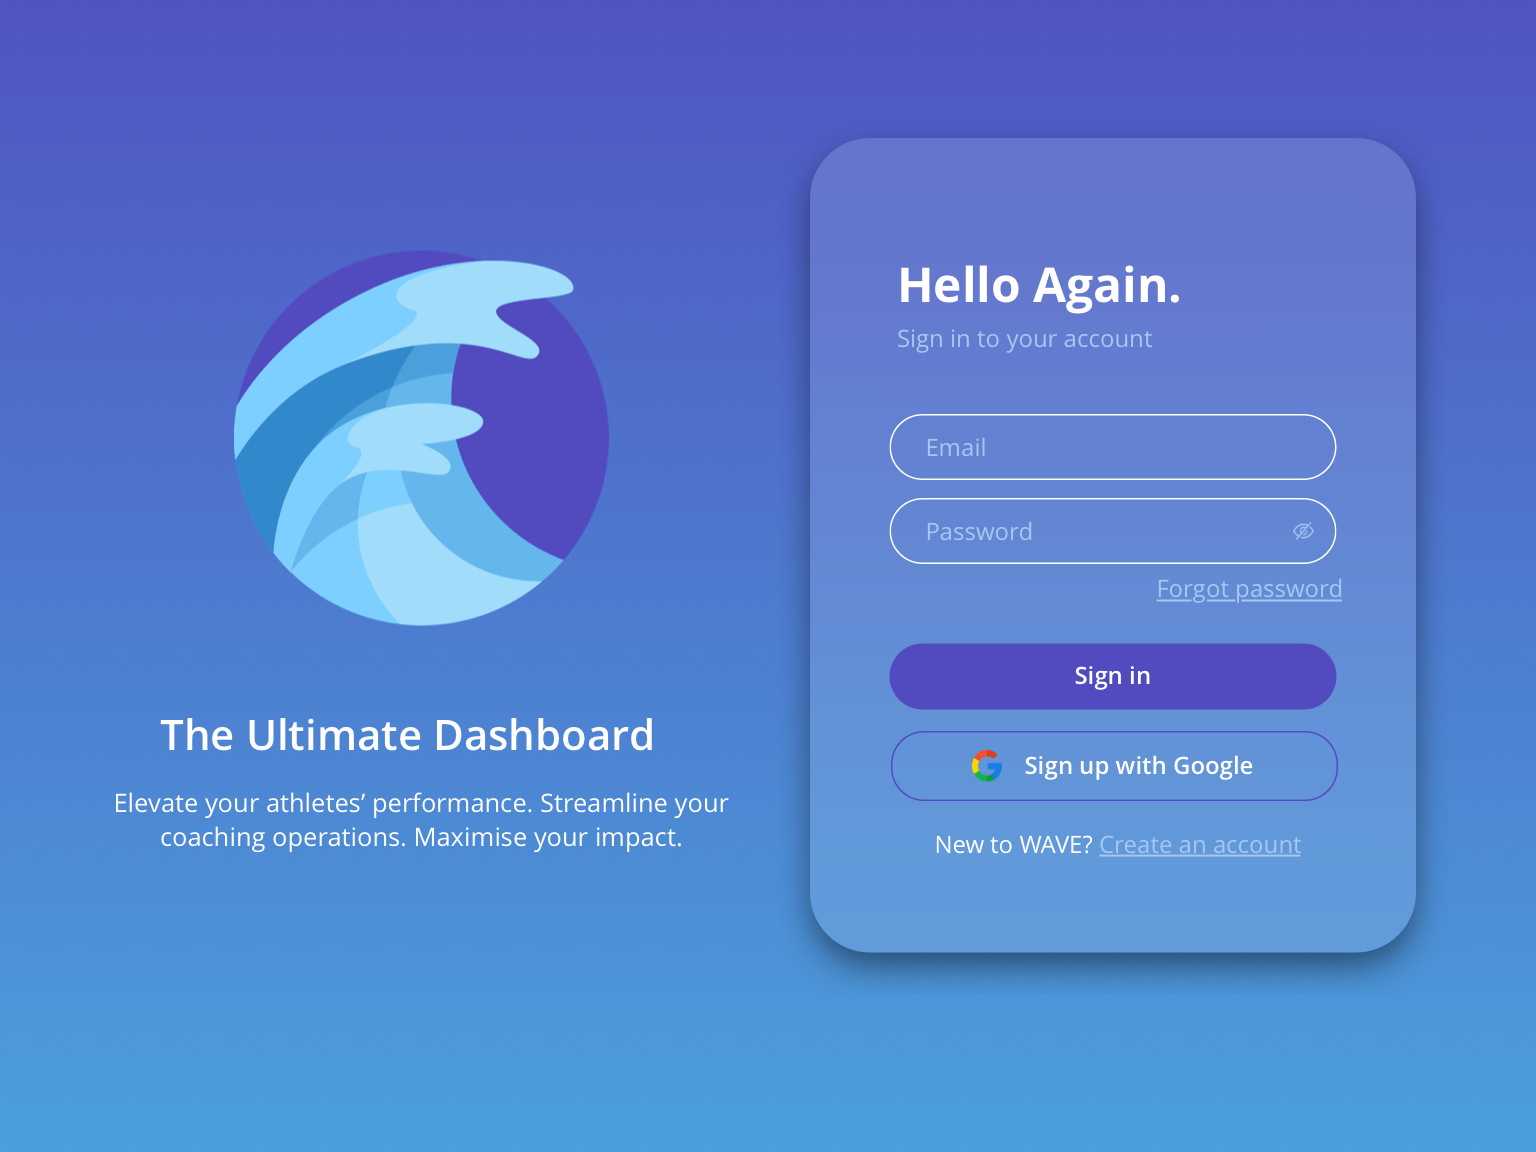 The Ultimate Dashboard
Elevate your athletes’ performance. Streamline your
coaching operations. Maximise your impact.
Hello Again.
Sign in to your account
Email
Password
Forgot password
Sign in
Sign up with Google
New to WAVE? Create an account